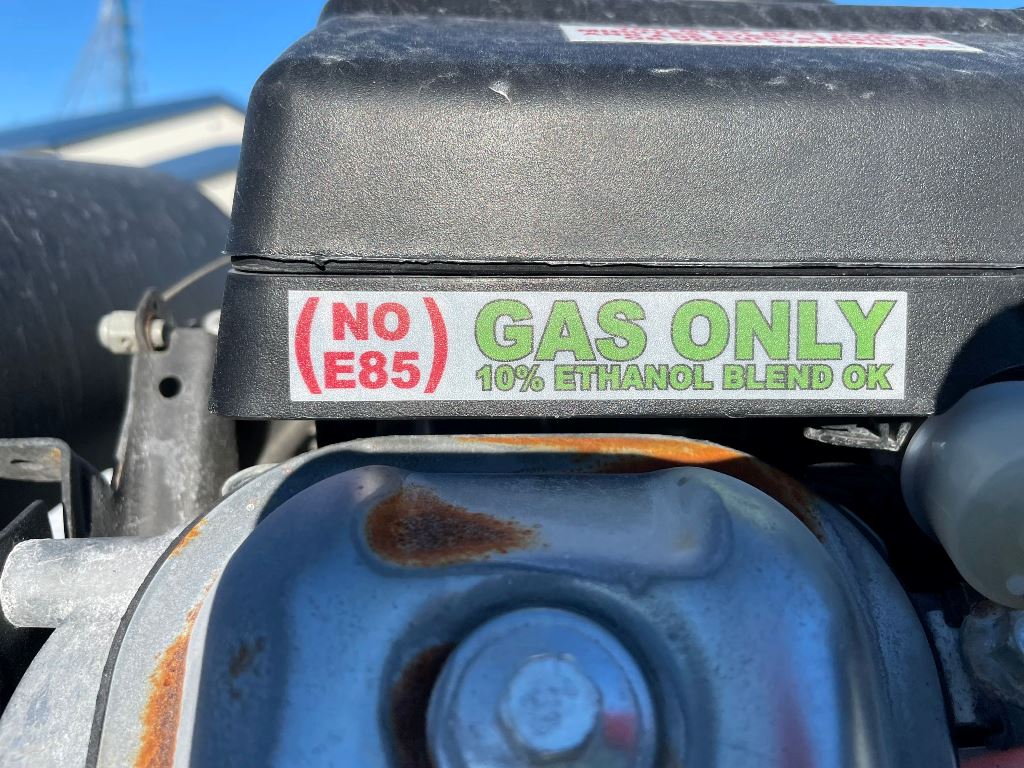 (NO E85)
GAS ONLY
10% ETHANOL BLEND OK